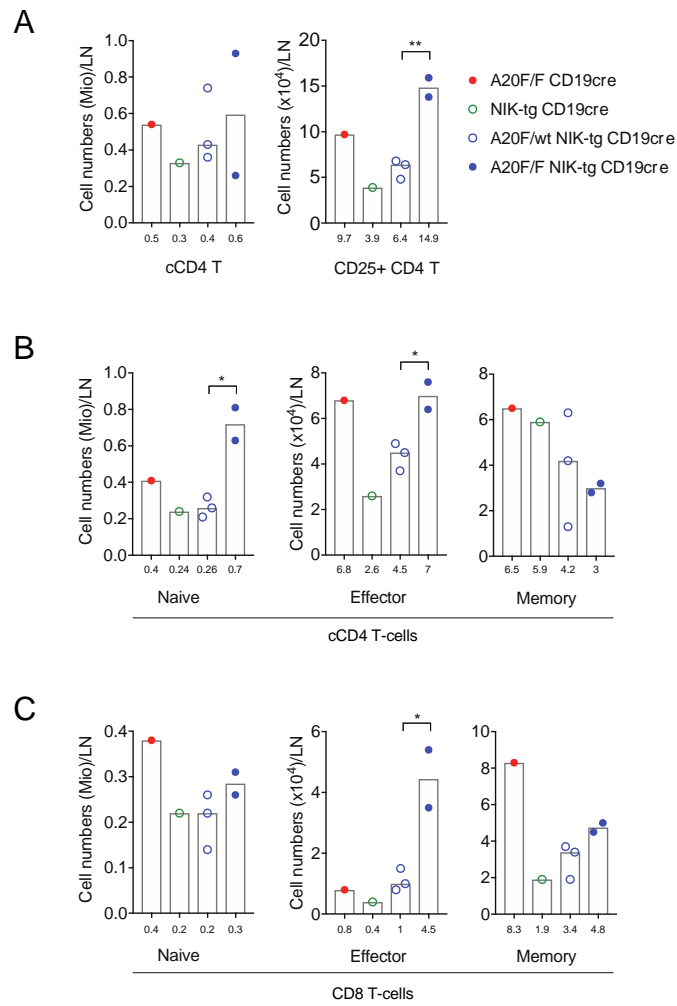 A
Cell numbers (Mio)/LN
1.0
0.8
0.6
0.4
0.2
0.0
0.5 0.3 0.4 0.6
cCD4 T
Cell numbers (x10⁴)/LN
20
15
10
5
0
**
9.7 3.9 6.4 14.9
CD25+ CD4 T
A20F/F CD19cre
NIK-tg CD19cre
A20F/wt NIK-tg CD19cre
A20F/F NIK-tg CD19cre
B
Cell numbers (Mio)/LN
1.0
0.8
0.6
0.4
0.2
0.0
*
0.4 0.24 0.26 0.7
Naive
Cell numbers (x10⁴)/LN
8
6
4
2
0
*
6.8 2.6 4.5 7
Effector
8
6
4
2
0
6.5 5.9 4.2 3
Memory
cCD4 T-cells
C
Cell numbers (Mio)/LN
0.4
0.3
0.2
0.1
0.0
0.4 0.2 0.2 0.3
Naive
Cell numbers (x10⁴)/LN
6
4
2
0
*
0.8 0.4 1 4.5
Effector
10
8
6
4
2
0
8.3 1.9 3.4 4.8
Memory
CD8 T-cells